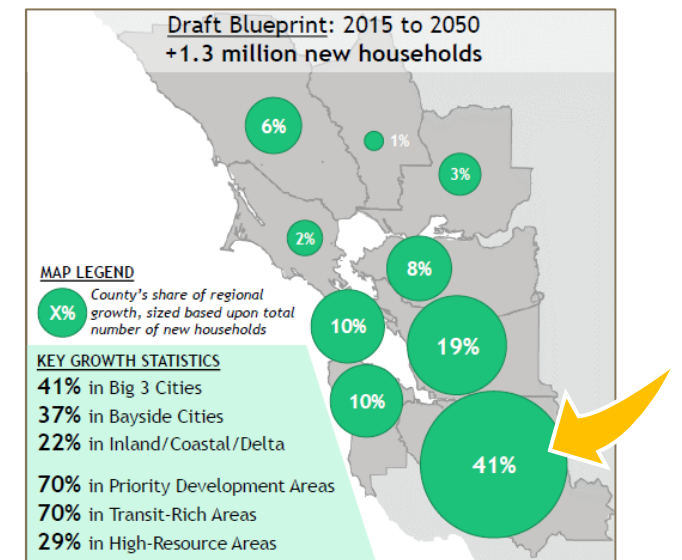 Draft Blueprint: 2015 to 2050
+1.3 million new households
6%
1%
3%
2%
8%
MAP LEGEND
X%
County's share of regional
growth, sized based upon total
number of new households
10%
19%
KEY GROWTH STATISTICS
41% in Big 3 Cities
37% in Bayside Cities
22% in Inland/Coastal/Delta
10%
41%
70% in Priority Development Areas
70% in Transit-Rich Areas
29% in High-Resource Areas